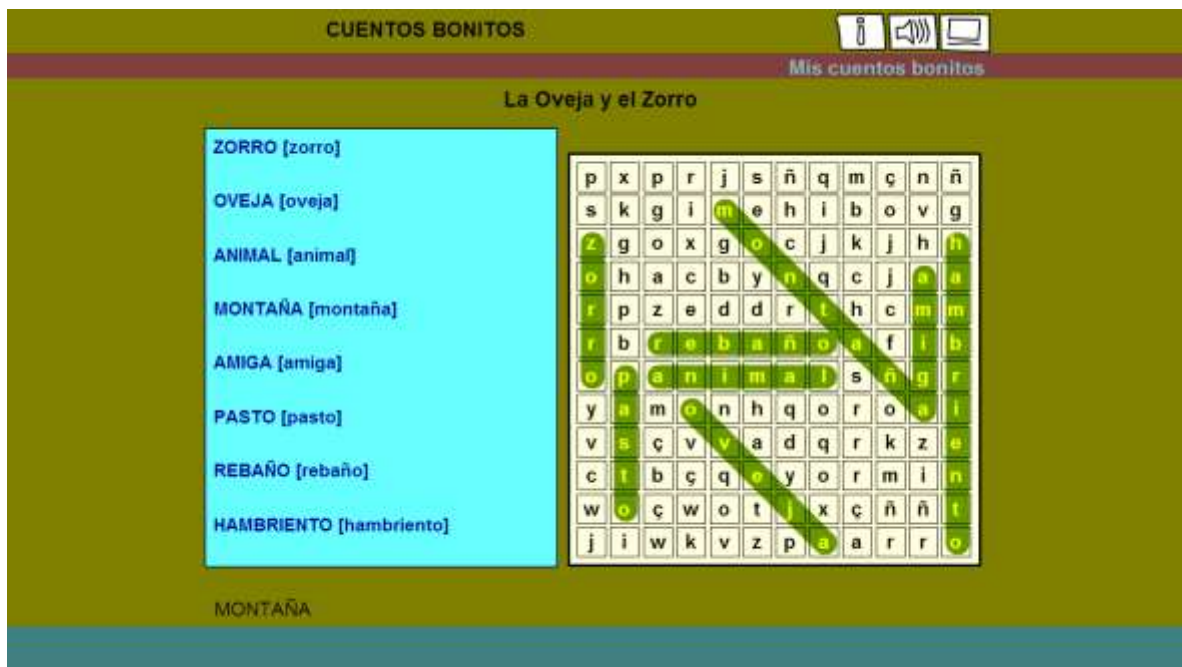 CUENTOS BONITOS
Mis cuentos bonitos
La Oveja y el Zorro
ZORRO [zorro]
OVEJA [oveja]
ANIMAL [animal]
MONTAÑA [montaña]
AMIGA [amiga]
PASTO [pasto]
REBAÑO [rebaño]
HAMBRIENTO [hambriento]
p x p r j s ñ q m ç n ñ
s k g i m e h i b o v g
z g o x g o c j k j h h
o h a c b y n q c j a a
r p z e d d r t h c m m
r b r e b a ñ o a f i b
o p a n i m a l s ñ g r
y a m o n h q o r o a i
v s ç v v a d q r k z e
c t b ç q e y o r m i n
w o ç w o t j x ç ñ ñ t
j i w k v z p a a r r o
MONTAÑA